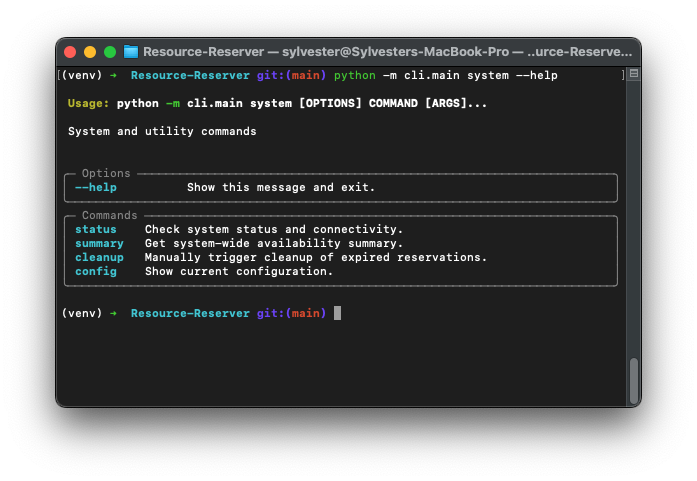 Resource-Reserver — sylvester@Sylvesters-MacBook-Pro — ..urce-Reserve...
[(venv) ➜  Resource-Reserver git:(main) python -m cli.main system --help ]
Usage: python -m cli.main system [OPTIONS] COMMAND [ARGS]...
System and utility commands
Options
--help Show this message and exit.
Commands
status Check system status and connectivity.
summary Get system-wide availability summary.
cleanup Manually trigger cleanup of expired reservations.
config Show current configuration.
(venv) ➜  Resource-Reserver git:(main)